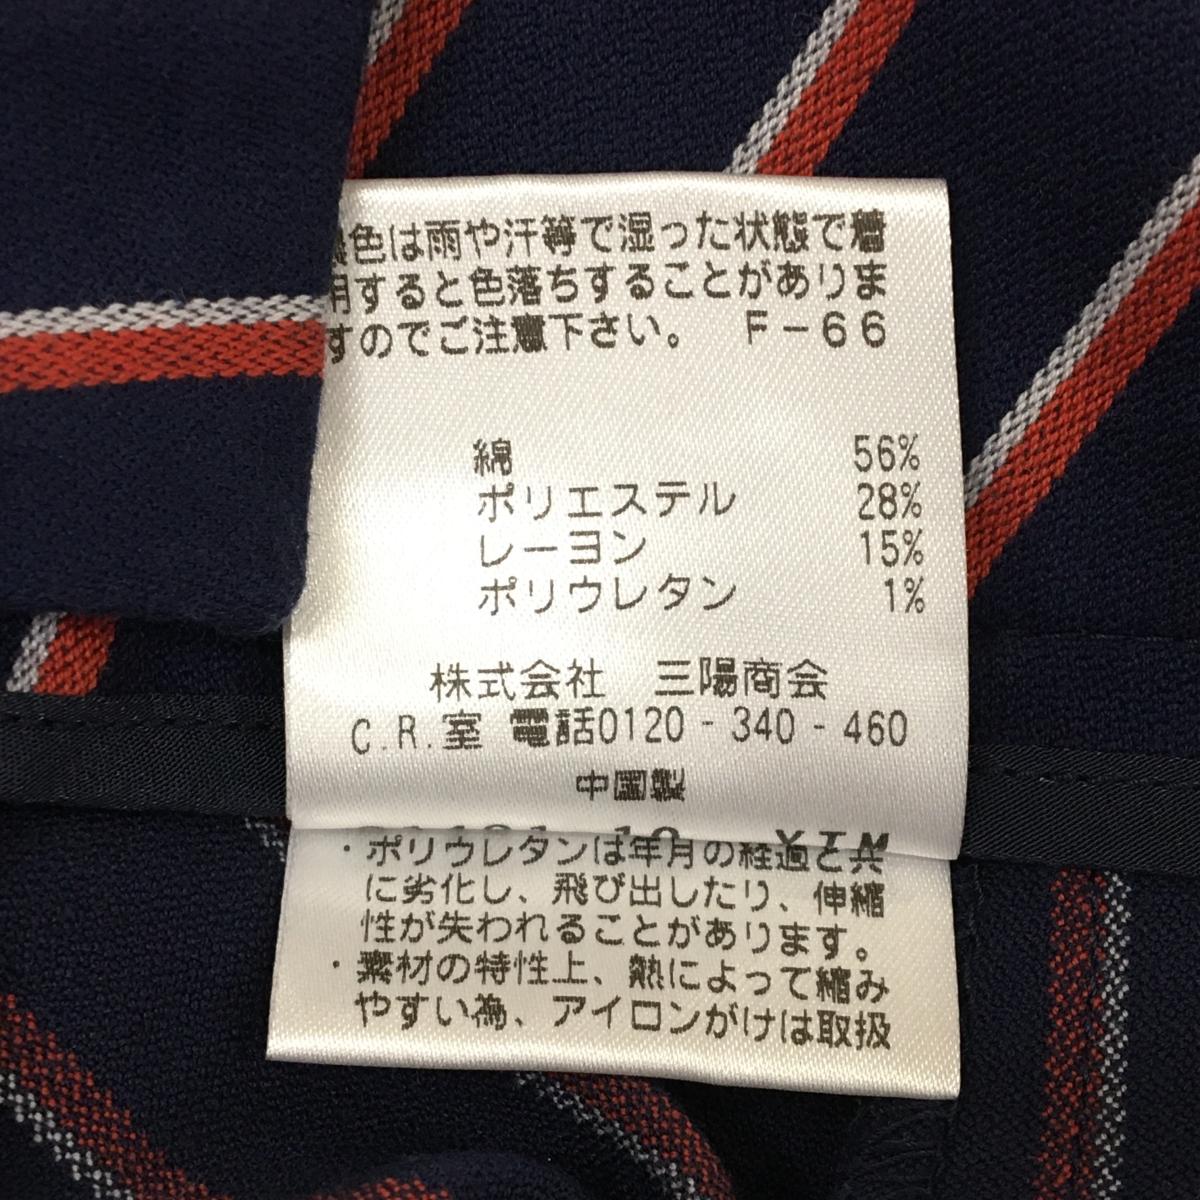 色は雨や汗等で湿った状態で着
用すると色落ちすることがありま
すのでご注意下さい。 F-66
綿 56%
ポリエステル 28%
レーヨン 15%
ポリウレタン 1%
株式会社 三陽商会
C.R.室 電話0120-340-460
中国製
・ポリウレタンは年月の経過と共
に劣化し、飛び出したり、伸縮
性が失われることがあります。
・素材の特性上、熱によって縮み
やすい為、アイロンがけは取扱